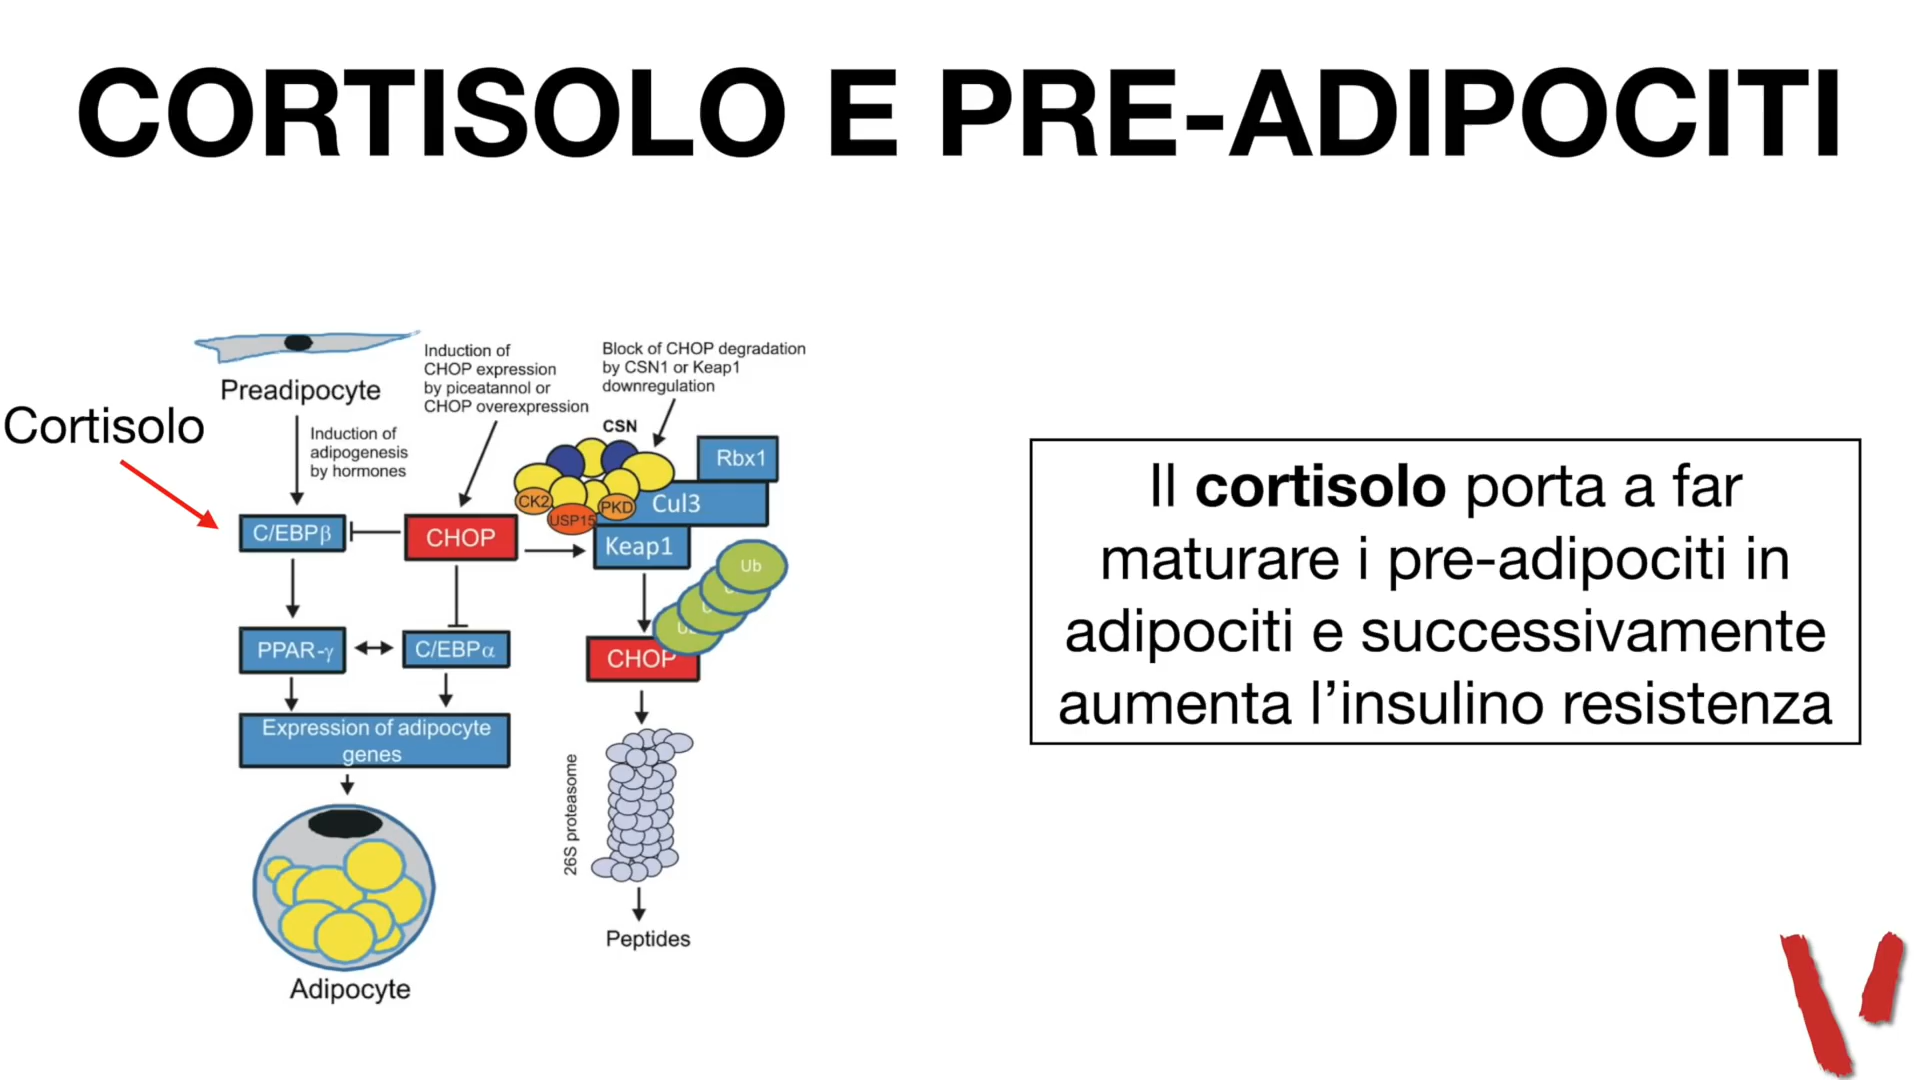 CORTISOLO E PRE-ADIPOCITI
Preadipocyte
Cortisolo
Induction of
adipogenesis
by hormones
Induction of
CHOP expression
by piceatannol or
CHOP overexpression
Block of CHOP degradation
by CSN1 or Keap1
downregulation
CSN
Rbx1
CK2
PKD
Cul3
USP15
C/EBPβ
CHOP
Keap1
Ub
PPAR-γ
C/EBPα
CHOP
Expression of adipocyte
genes
26S proteasome
Peptides
Adipocyte
Il cortisolo porta a far
maturare i pre-adipociti in
adipociti e successivamente
aumenta l’insulino resistenza